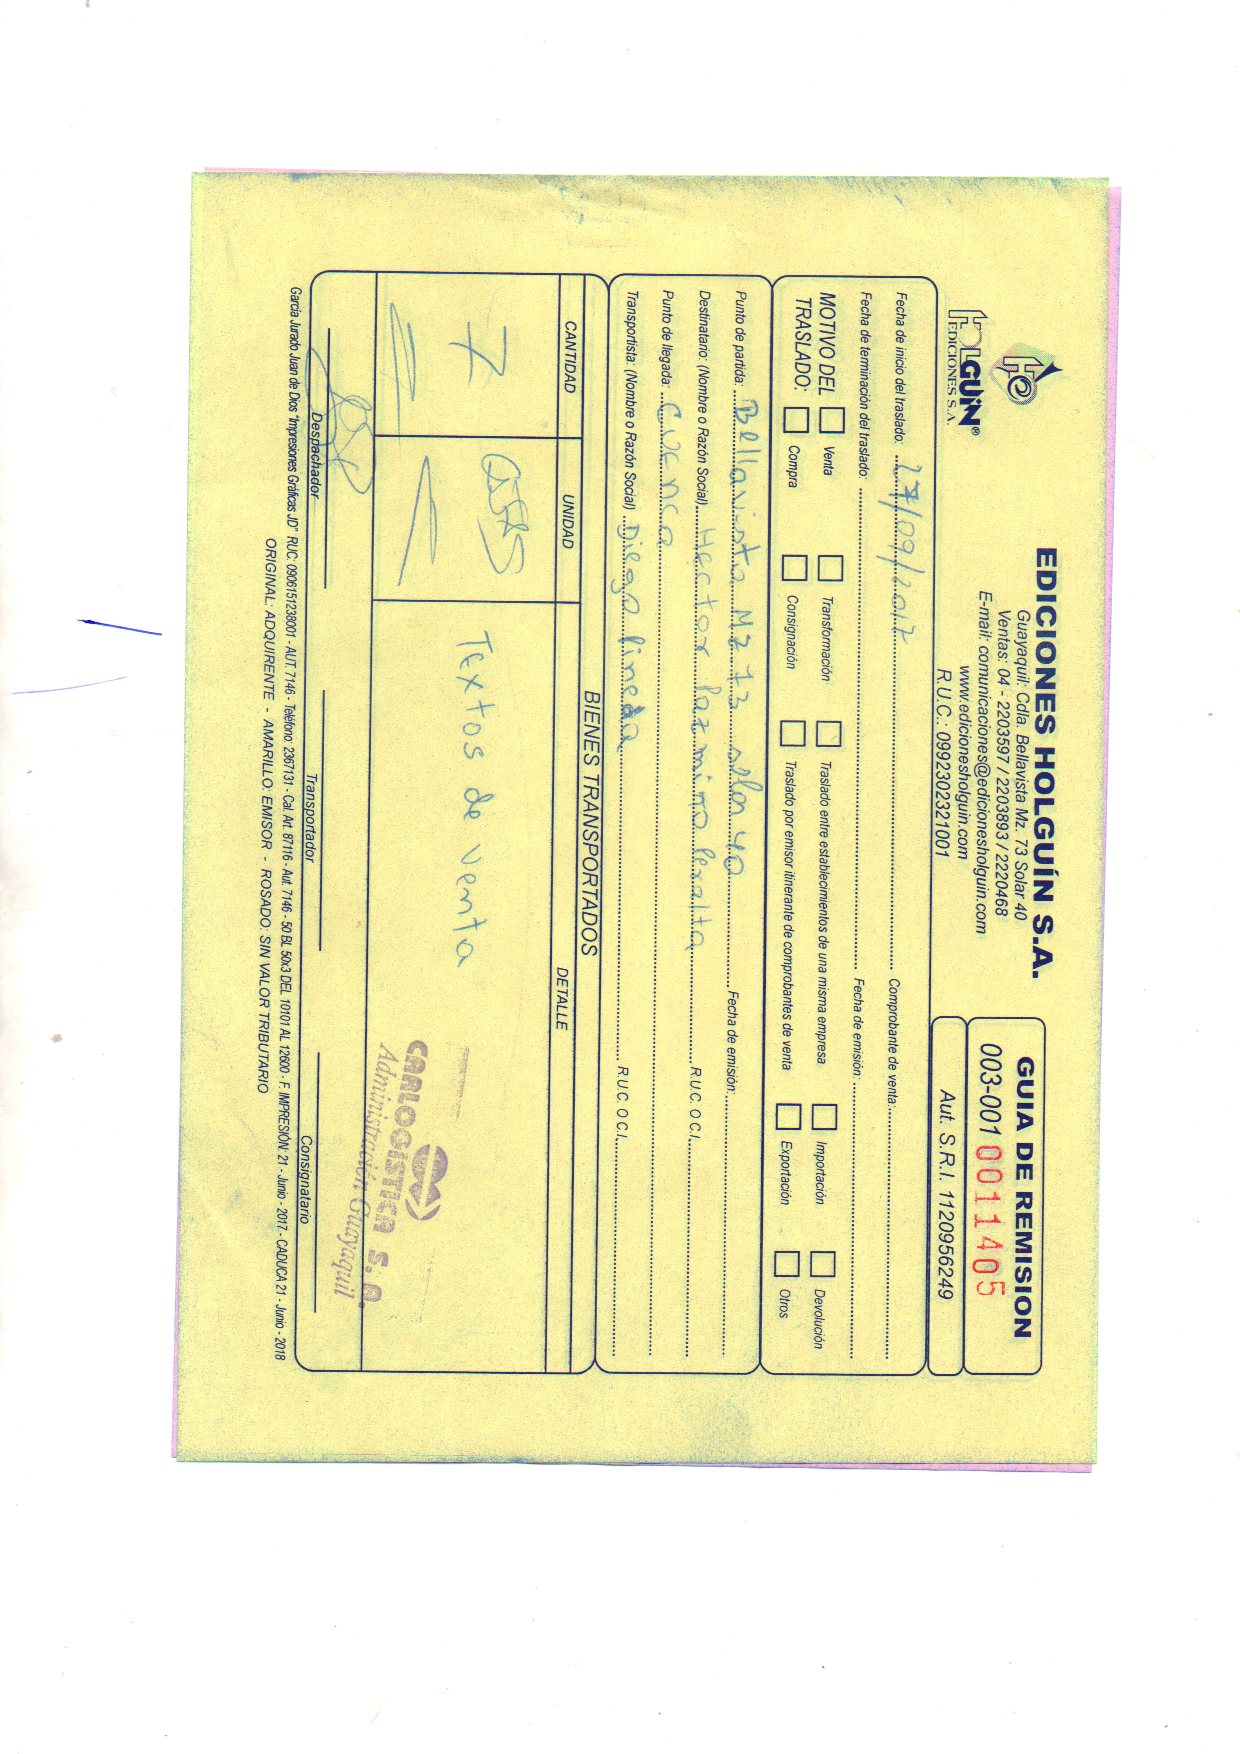 HOLGUÍN®
EDICIONES S.A.
EDICIONES HOLGUÍN S.A.
Guayaquil: Cdla. Bellavista Mz. 73 Solar 40
Ventas: 04 - 2203597 / 2203893 / 2220468
E-mail: comunicaciones@edicionesholguin.com
www.edicionesholguin.com
R.U.C.: 0992302321001
GUIA DE REMISION
003-001 0011405
Aut. S.R.I. 1120956249
Fecha de inicio del traslado: 27/09/2017 Comprobante de venta:
Fecha de terminación del traslado: Fecha de emisión:
MOTIVO DEL TRASLADO:
Venta Transformación Traslado entre establecimientos de una misma empresa Importación Devolución
Compra Consignación Traslado por emisor itinerante de comprobantes de venta Exportación Otros
Punto de partida: Bellavista Mz 73 40 Fecha de emisión:
Destinatario: (Nombre o Razón Social) Hector Pazmino Peralta R.U.C. O C.I.
Punto de llegada: Cuenca
Transportista: (Nombre o Razón Social) Diego Pineda R.U.C. O C.I.
BIENES TRANSPORTADOS
CANTIDAD UNIDAD DETALLE
7 Textos de venta
CARLOGISTICA S. A.
Administración Guayaquil
Despachador Transportador Consignatario
García Jurado Juan de Dios "Impresiones Gráficas JD" RUC: 0906151238001 - AUT. 7146 - Teléfono: 2367131 - Cal. Art. 87116 - Aut. 7146 - 50 BL 50x3 DEL 10101 AL 12600 - F. IMPRESIÓN: 21 - Junio - 2017 - CADUCA 21 - Junio - 2018
ORIGINAL: ADQUIRENTE - AMARILLO: EMISOR - ROSADO: SIN VALOR TRIBUTARIO